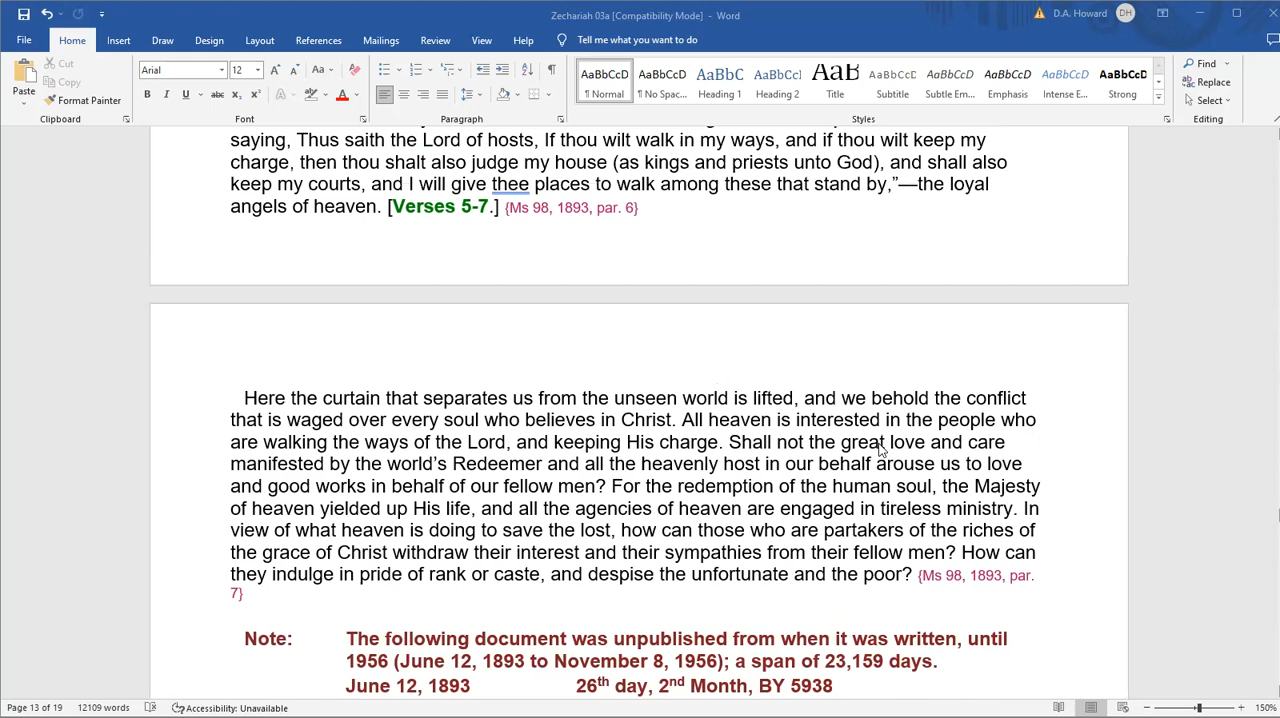 Zechariah 03a [Compatibility Mode] - Word
D.A. Howard DH
File Home Insert Draw Design Layout References Mailings Review View Help Tell me what you want to do
Cut
Copy
Paste Format Painter
Arial 12
AaBbCcD AaBbCcD AaBbC AaBbCcI AaB AaBbCcD AaBbCcD AaBbCcD AaBbCcD AaBbCcD
¶ Normal ¶ No Spac... Heading 1 Heading 2 Title Subtitle Subtle Em... Emphasis Intense E... Strong
Find
Replace
Select
Clipboard Font Paragraph Styles Editing
saying, Thus saith the Lord of hosts, If thou wilt walk in my ways, and if thou wilt keep my
charge, then thou shalt also judge my house (as kings and priests unto God), and shall also
keep my courts, and I will give thee places to walk among these that stand by,”—the loyal
angels of heaven. [Verses 5-7.] {Ms 98, 1893, par. 6}
Here the curtain that separates us from the unseen world is lifted, and we behold the conflict
that is waged over every soul who believes in Christ. All heaven is interested in the people who
are walking the ways of the Lord, and keeping His charge. Shall not the great love and care
manifested by the world’s Redeemer and all the heavenly host in our behalf arouse us to love
and good works in behalf of our fellow men? For the redemption of the human soul, the Majesty
of heaven yielded up His life, and all the agencies of heaven are engaged in tireless ministry. In
view of what heaven is doing to save the lost, how can those who are partakers of the riches of
the grace of Christ withdraw their interest and their sympathies from their fellow men? How can
they indulge in pride of rank or caste, and despise the unfortunate and the poor? {Ms 98, 1893, par.
7}
Note: The following document was unpublished from when it was written, until
1956 (June 12, 1893 to November 8, 1956); a span of 23,159 days.
June 12, 1893 26th day, 2nd Month, BY 5938
Page 13 of 19 12109 words Accessibility: Unavailable 150%